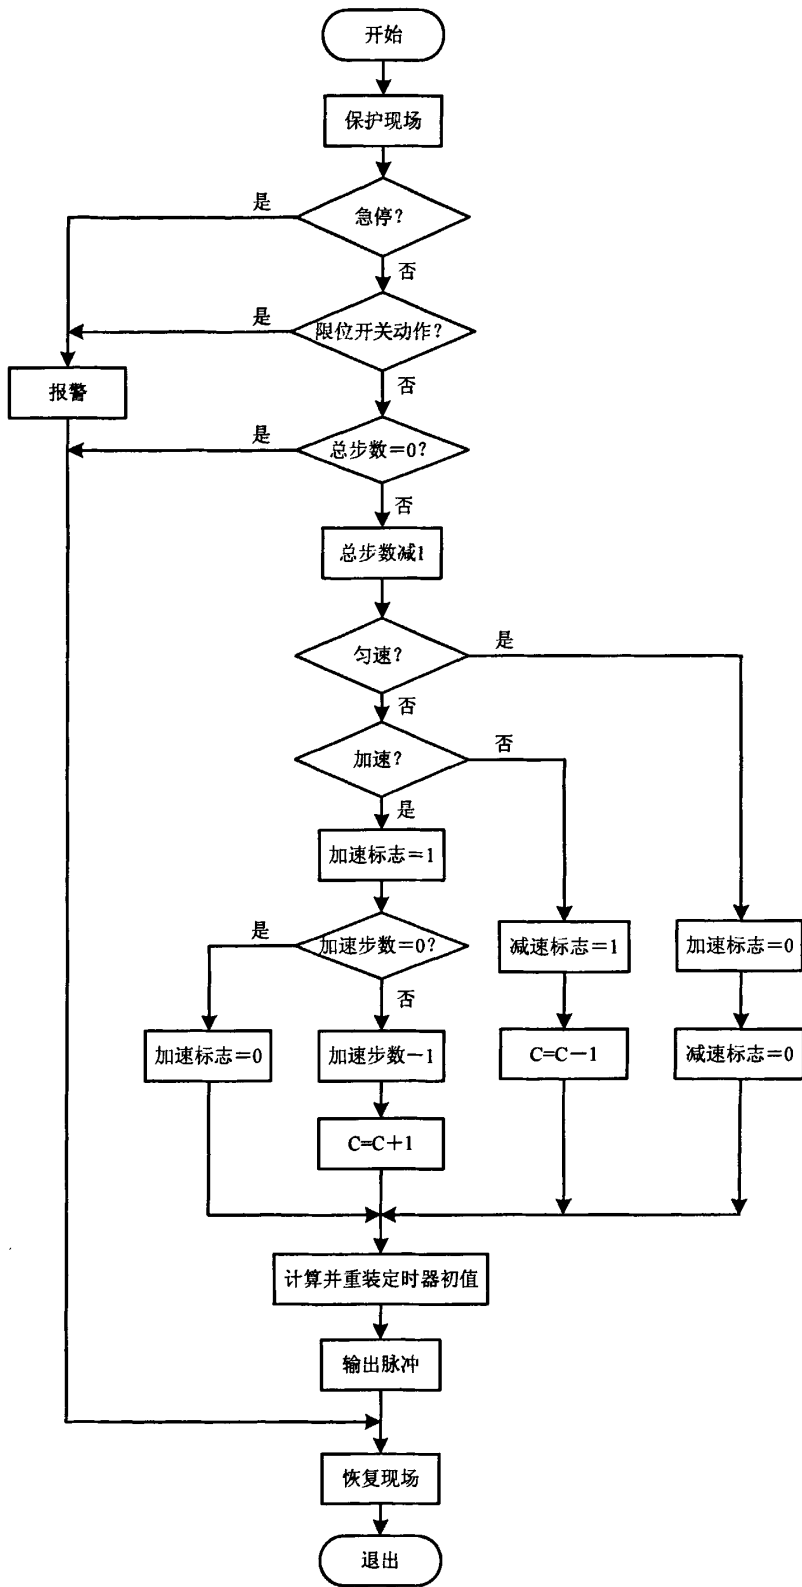 开始
保护现场
是
急停?
否
是
限位开关动作?
报警
否
是
总步数=0?
否
总步数减1
匀速?
是
否
加速?
否
是
加速标志=1
是
加速步数=0?
减速标志=1
加速标志=0
否
加速标志=0
加速步数-1
C=C-1
减速标志=0
C=C+1
计算并重装定时器初值
输出脉冲
恢复现场
退出